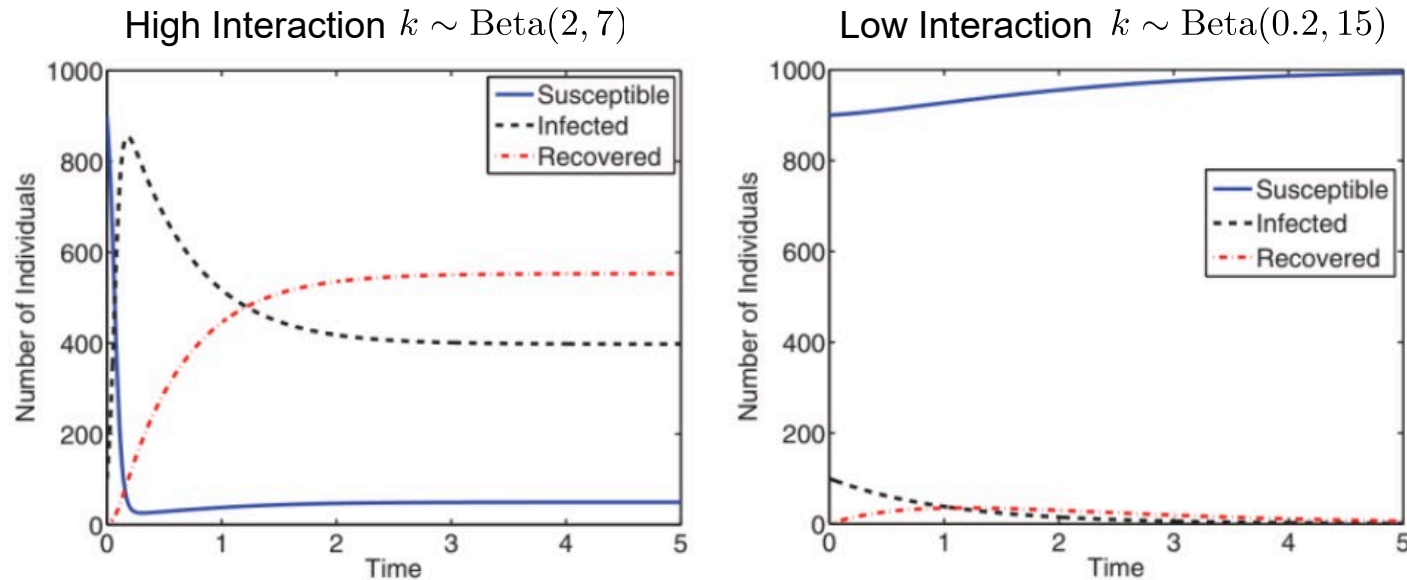 High Interaction k ∼ Beta(2, 7)
1000
800
600
400
200
0
Number of Individuals
Susceptible
Infected
Recovered
0 1 2 3 4 5
Time
Low Interaction k ∼ Beta(0.2, 15)
1000
800
600
400
200
0
Number of Individuals
Susceptible
Infected
Recovered
0 1 2 3 4 5
Time